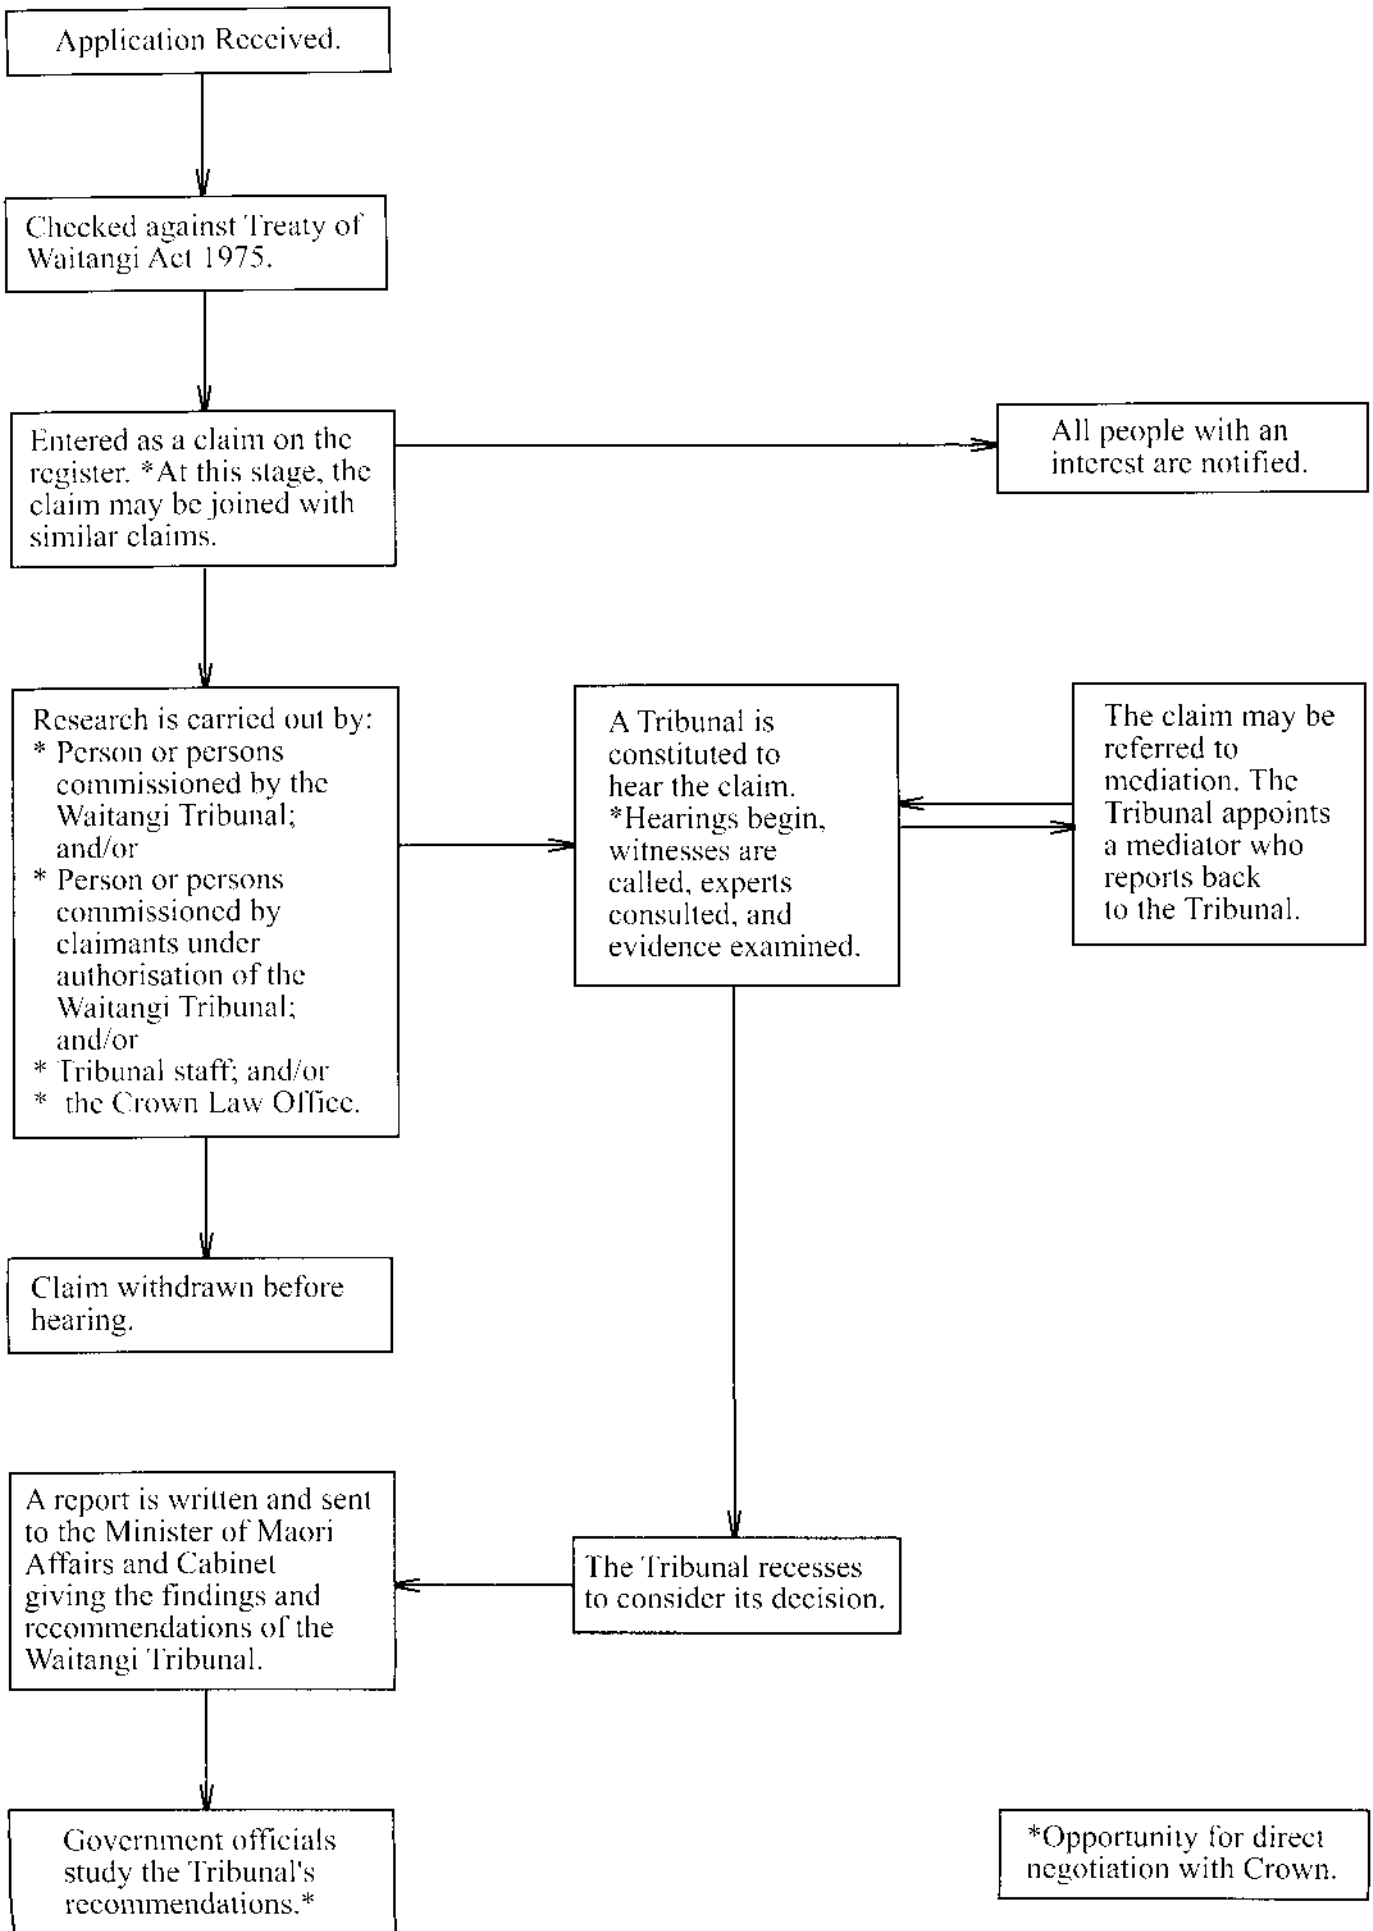 Application Received.
Checked against Treaty of
Waitangi Act 1975.
Entered as a claim on the
register. *At this stage, the
claim may be joined with
similar claims.
All people with an
interest are notified.
Research is carried out by:
* Person or persons
commissioned by the
Waitangi Tribunal;
and/or
* Person or persons
commissioned by
claimants under
authorisation of the
Waitangi Tribunal;
and/or
* Tribunal staff; and/or
* the Crown Law Office.
A Tribunal is
constituted to
hear the claim.
*Hearings begin,
witnesses are
called, experts
consulted, and
evidence examined.
The claim may be
referred to
mediation. The
Tribunal appoints
a mediator who
reports back
to the Tribunal.
Claim withdrawn before
hearing.
A report is written and sent
to the Minister of Maori
Affairs and Cabinet
giving the findings and
recommendations of the
Waitangi Tribunal.
The Tribunal recesses
to consider its decision.
Government officials
study the Tribunal's
recommendations.*
*Opportunity for direct
negotiation with Crown.